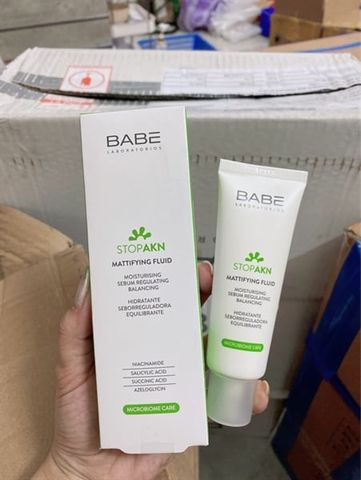 BABE
LABORATORIOS
STOPAKN
MATTIFYING FLUID
MOISTURISING
SEBUM REGULATING
BALANCING
HIDRATANTE
SEBORREGULADORA
EQUILIBRANTE
NIACINAMIDE
SALICYLIC ACID
SUCCINIC ACID
AZELOGLYCIN
MICROBIOME CARE
BABE
LABORATORIOS
STOPAKN
MATTIFYING FLUID
MOISTURISING
SEBUM REGULATING
BALANCING
HIDRATANTE
SEBORREGULADORA
EQUILIBRANTE
MICROBIOME CARE